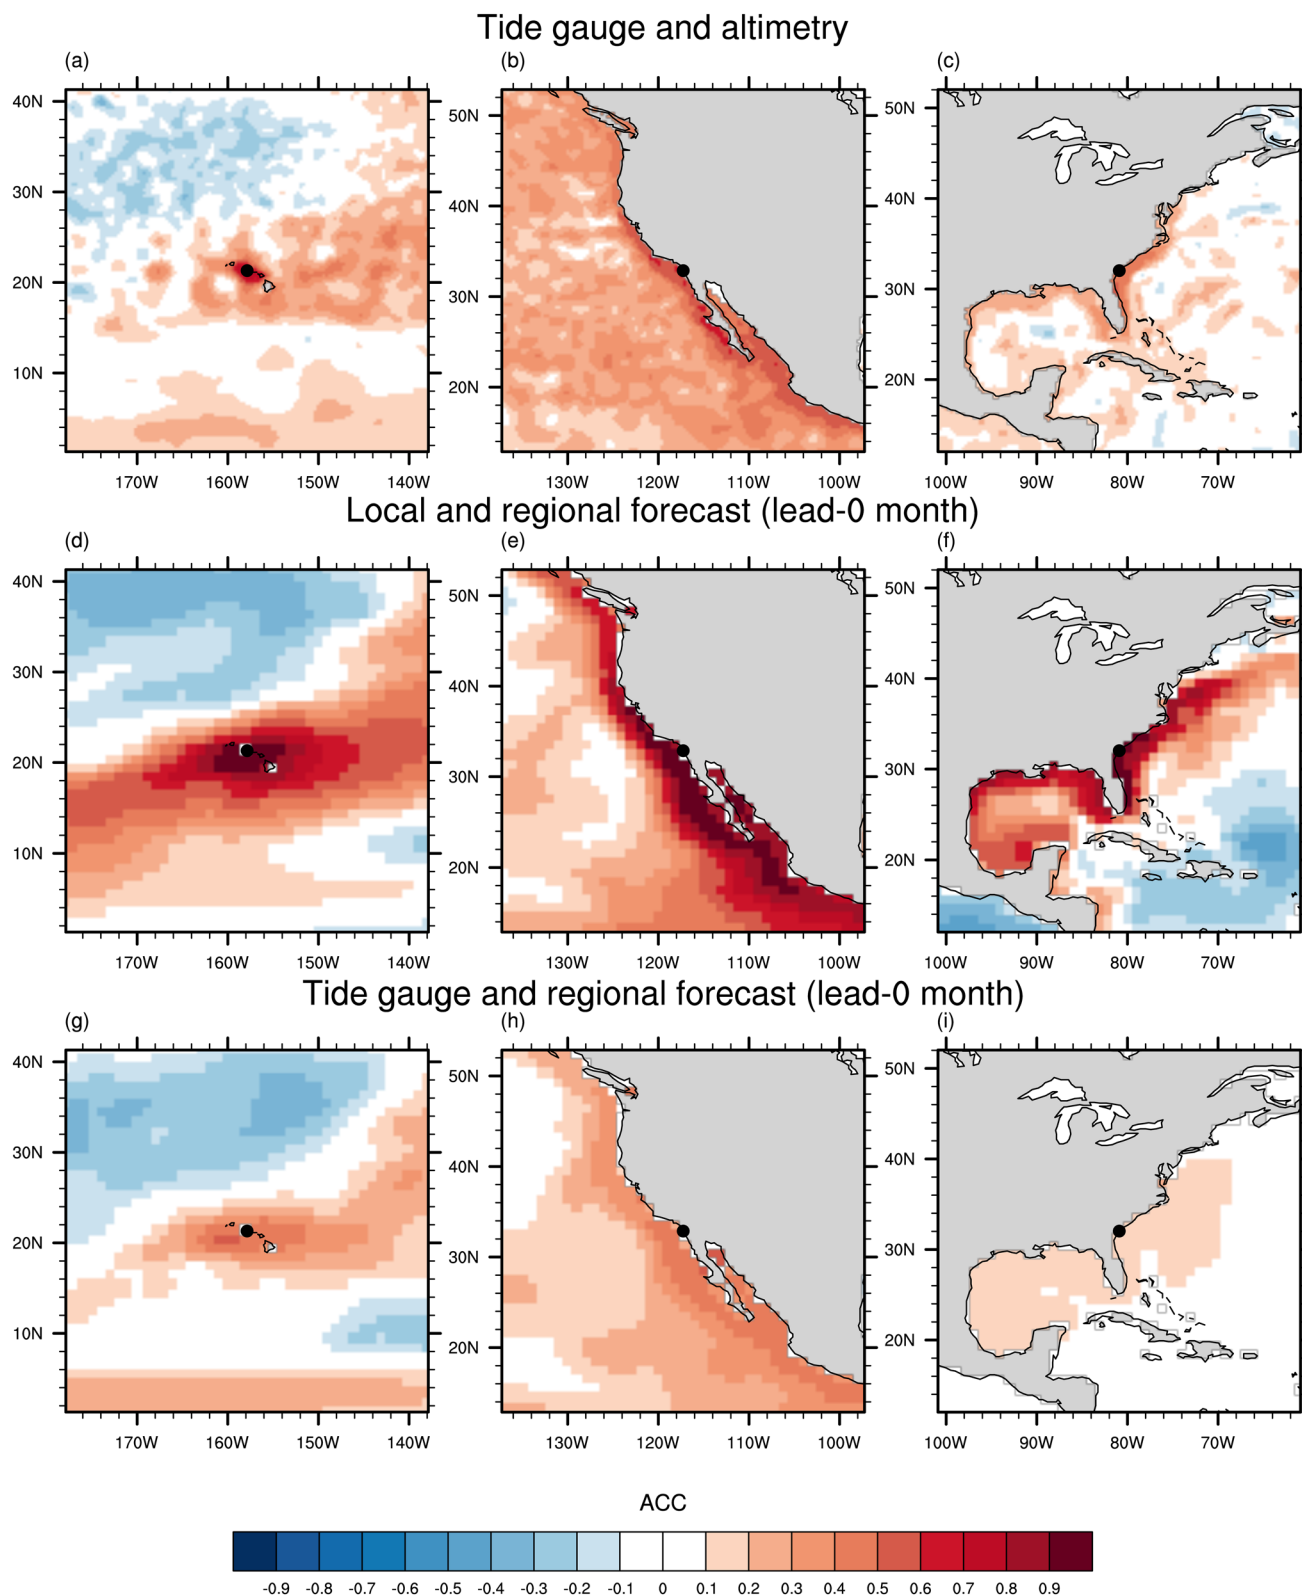 Tide gauge and altimetry
(a) (b) (c)
40N 50N 50N
30N 40N 40N
20N 30N 30N
10N 20N 20N
170W 160W 150W 140W 130W 120W 110W 100W 100W 90W 80W 70W
Local and regional forecast (lead-0 month)
(d) (e) (f)
40N 50N 50N
30N 40N 40N
20N 30N 30N
10N 20N 20N
170W 160W 150W 140W 130W 120W 110W 100W 100W 90W 80W 70W
Tide gauge and regional forecast (lead-0 month)
(g) (h) (i)
40N 50N 50N
30N 40N 40N
20N 30N 30N
10N 20N 20N
170W 160W 150W 140W 130W 120W 110W 100W 100W 90W 80W 70W
ACC
-0.9 -0.8 -0.7 -0.6 -0.5 -0.4 -0.3 -0.2 -0.1 0 0.1 0.2 0.3 0.4 0.5 0.6 0.7 0.8 0.9